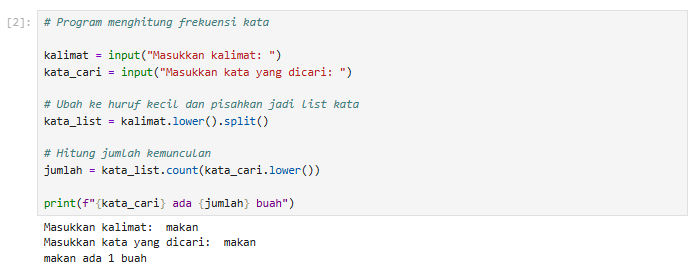 [2]: # Program menghitung frekuensi kata
kalimat = input("Masukkan kalimat: ")
kata_cari = input("Masukkan kata yang dicari: ")
# Ubah ke huruf kecil dan pisahkan jadi list kata
kata_list = kalimat.lower().split()
# Hitung jumlah kemunculan
jumlah = kata_list.count(kata_cari.lower())
print(f"{kata_cari} ada {jumlah} buah")
Masukkan kalimat:  makan
Masukkan kata yang dicari:  makan
makan ada 1 buah